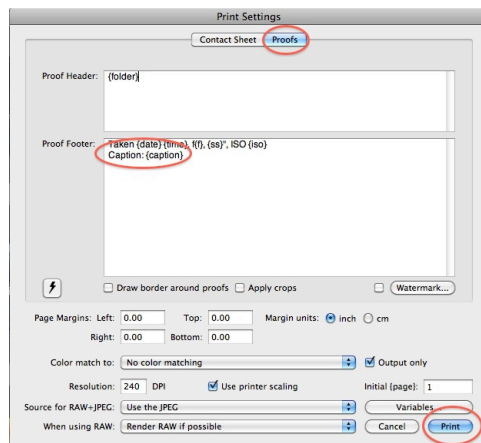 Print Settings
Contact Sheet Proofs
Proof Header: {folder}
Proof Footer: Taken {date} {time}, f{f}, {ss}", ISO {iso}
Caption: {caption}
Draw border around proofs Apply crops Watermark...
Page Margins: Left: 0.00 Top: 0.00 Margin units: inch cm
Right: 0.00 Bottom: 0.00
Color match to: No color matching Output only
Resolution: 240 DPI Use printer scaling Initial {page}: 1
Source for RAW+JPEG: Use the JPEG Variables...
When using RAW: Render RAW if possible Cancel Print